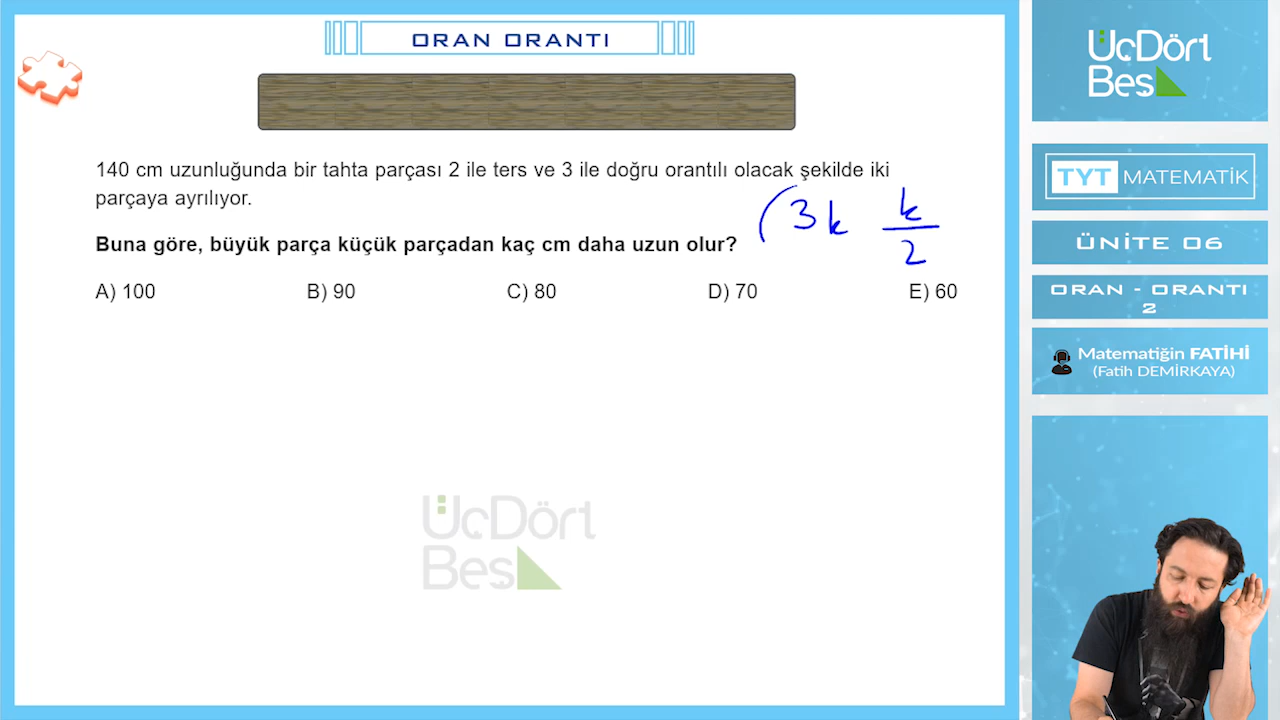 ORAN ORANTI
140 cm uzunluğunda bir tahta parçası 2 ile ters ve 3 ile doğru orantılı olacak şekilde iki
parçaya ayrılıyor.
Buna göre, büyük parça küçük parçadan kaç cm daha uzun olur?
(3k k/2
A) 100 B) 90 C) 80 D) 70 E) 60
ÜçDört
Beş
ÜçDört
Beş
TYT MATEMATİK
ÜNİTE 06
ORAN - ORANTI
2
Matematiğin FATİHİ
(Fatih DEMİRKAYA)